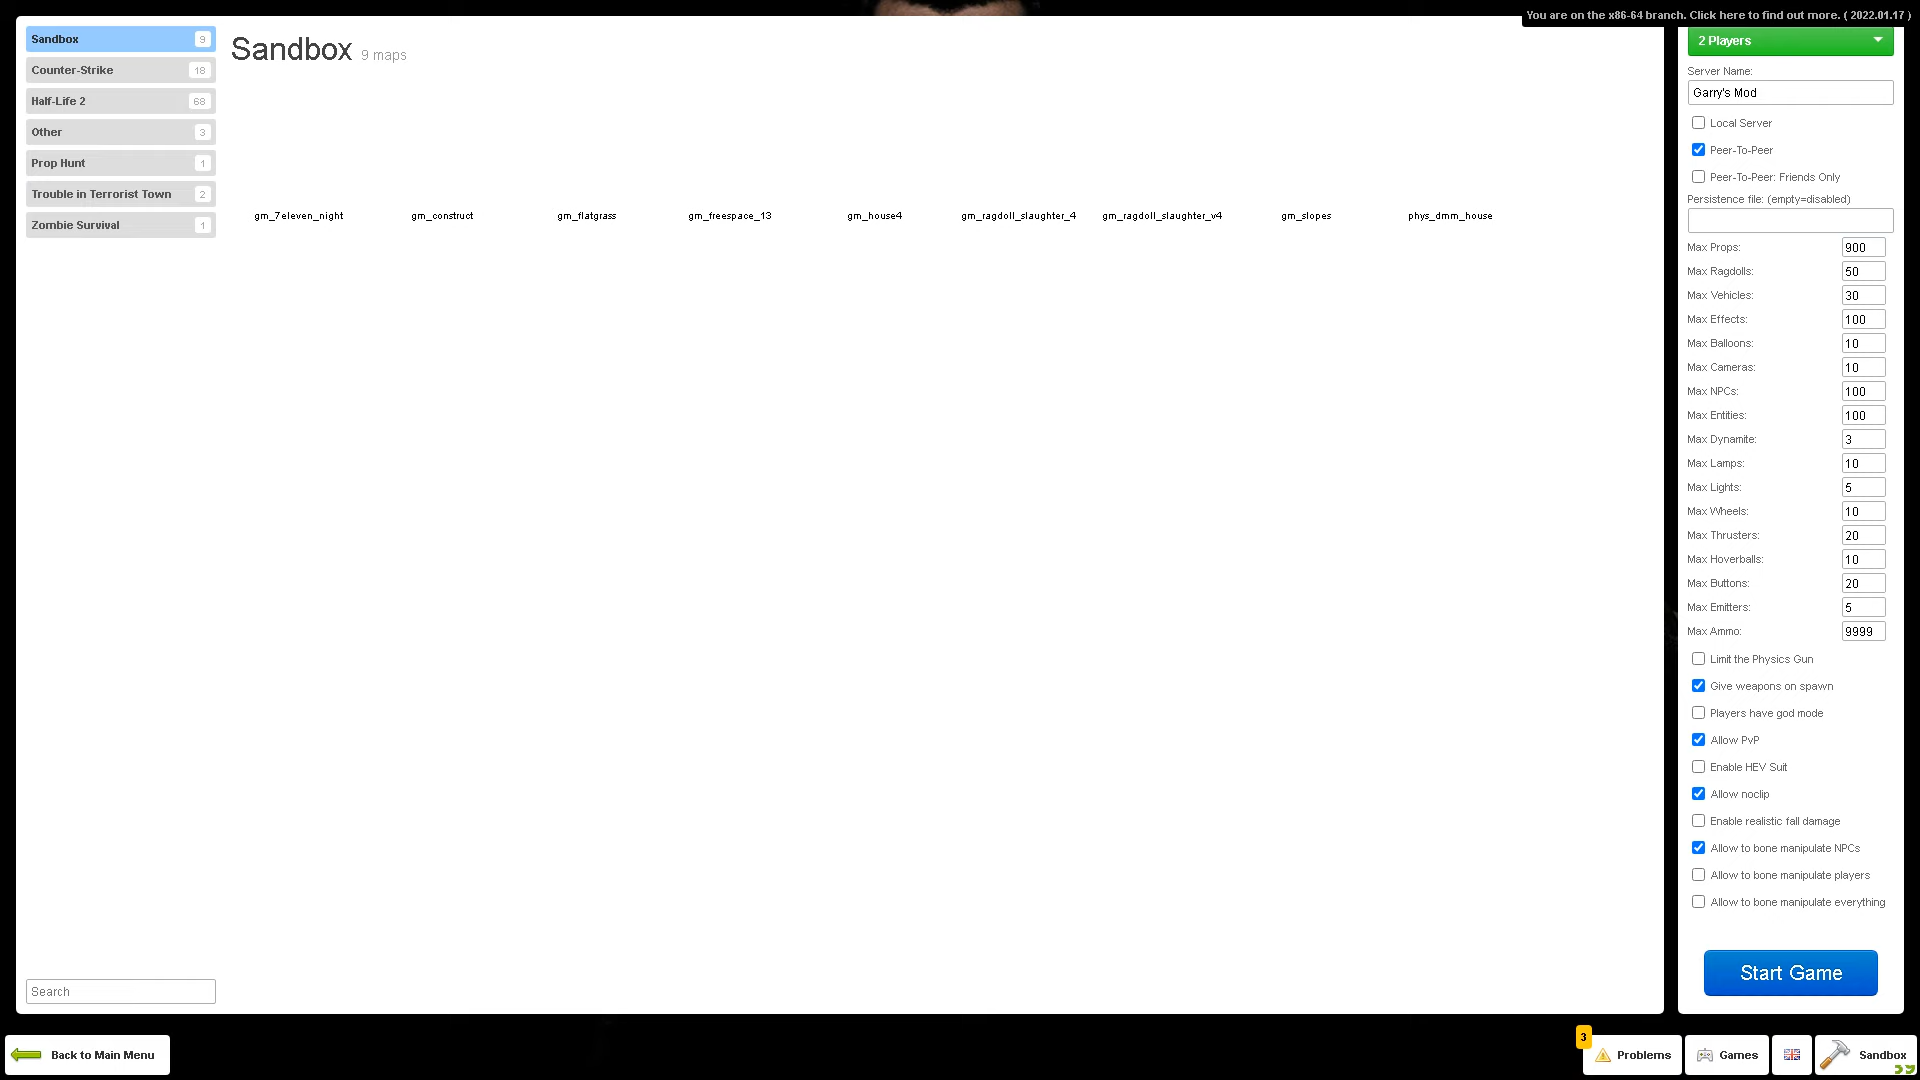 You are on the x86-64 branch. Click here to find out more. ( 2022.01.17 )
Sandbox 9
Counter-Strike 18
Half-Life 2 68
Other 3
Prop Hunt 1
Trouble in Terrorist Town 2
Zombie Survival 1
Search
Sandbox 9 maps
gm_7eleven_night gm_construct gm_flatgrass gm_freespace_13 gm_house4 gm_ragdoll_slaughter_4 gm_ragdoll_slaughter_v4 gm_slopes phys_dmm_house
2 Players
Server Name:
Garry's Mod
Local Server
Peer-To-Peer
Peer-To-Peer: Friends Only
Persistence file: (empty=disabled)
Max Props: 900
Max Ragdolls: 50
Max Vehicles: 30
Max Effects: 100
Max Balloons: 10
Max Cameras: 10
Max NPCs: 100
Max Entities: 100
Max Dynamite: 3
Max Lamps: 10
Max Lights: 5
Max Wheels: 10
Max Thrusters: 20
Max Hoverballs: 10
Max Buttons: 20
Max Emitters: 5
Max Ammo: 9999
Limit the Physics Gun
Give weapons on spawn
Players have god mode
Allow PvP
Enable HEV Suit
Allow noclip
Enable realistic fall damage
Allow to bone manipulate NPCs
Allow to bone manipulate players
Allow to bone manipulate everything
Start Game
Back to Main Menu
3 Problems
Games
Sandbox
59